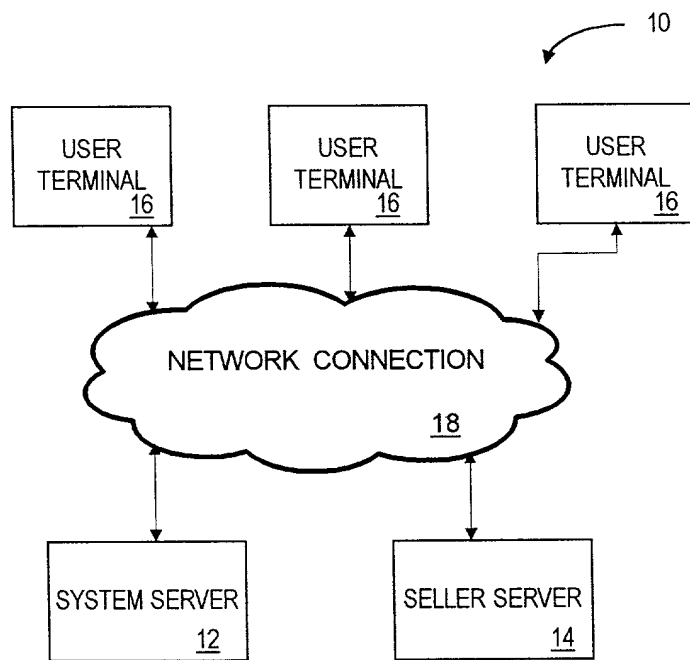 10
USER
TERMINAL
16
USER
TERMINAL
16
USER
TERMINAL
16
NETWORK CONNECTION
18
SYSTEM SERVER
12
SELLER SERVER
14